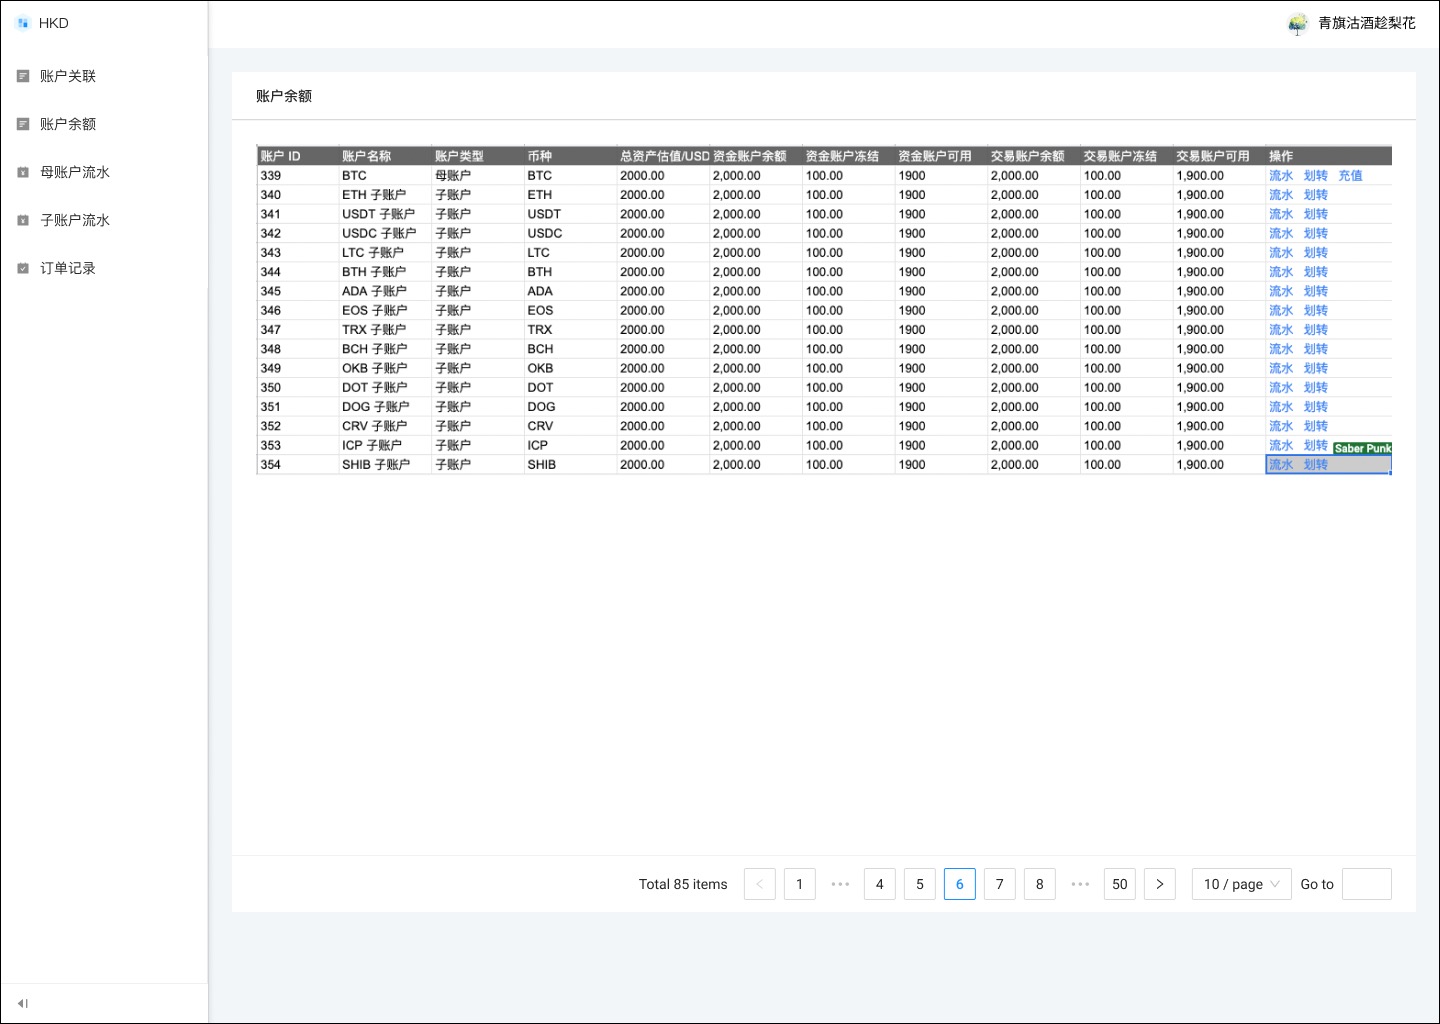 HKD
青旗沽酒趁梨花
账户关联
账户余额
母账户流水
子账户流水
订单记录
账户余额
账户 ID 账户名称 账户类型 币种 总资产估值/USD 资金账户余额 资金账户冻结 资金账户可用 交易账户余额 交易账户冻结 交易账户可用 操作
339 BTC 母账户 BTC 2000.00 2,000.00 100.00 1900 2,000.00 100.00 1,900.00 流水 划转 充值
340 ETH 子账户 子账户 ETH 2000.00 2,000.00 100.00 1900 2,000.00 100.00 1,900.00 流水 划转
341 USDT 子账户 子账户 USDT 2000.00 2,000.00 100.00 1900 2,000.00 100.00 1,900.00 流水 划转
342 USDC 子账户 子账户 USDC 2000.00 2,000.00 100.00 1900 2,000.00 100.00 1,900.00 流水 划转
343 LTC 子账户 子账户 LTC 2000.00 2,000.00 100.00 1900 2,000.00 100.00 1,900.00 流水 划转
344 BTH 子账户 子账户 BTH 2000.00 2,000.00 100.00 1900 2,000.00 100.00 1,900.00 流水 划转
345 ADA 子账户 子账户 ADA 2000.00 2,000.00 100.00 1900 2,000.00 100.00 1,900.00 流水 划转
346 EOS 子账户 子账户 EOS 2000.00 2,000.00 100.00 1900 2,000.00 100.00 1,900.00 流水 划转
347 TRX 子账户 子账户 TRX 2000.00 2,000.00 100.00 1900 2,000.00 100.00 1,900.00 流水 划转
348 BCH 子账户 子账户 BCH 2000.00 2,000.00 100.00 1900 2,000.00 100.00 1,900.00 流水 划转
349 OKB 子账户 子账户 OKB 2000.00 2,000.00 100.00 1900 2,000.00 100.00 1,900.00 流水 划转
350 DOT 子账户 子账户 DOT 2000.00 2,000.00 100.00 1900 2,000.00 100.00 1,900.00 流水 划转
351 DOG 子账户 子账户 DOG 2000.00 2,000.00 100.00 1900 2,000.00 100.00 1,900.00 流水 划转
352 CRV 子账户 子账户 CRV 2000.00 2,000.00 100.00 1900 2,000.00 100.00 1,900.00 流水 划转
353 ICP 子账户 子账户 ICP 2000.00 2,000.00 100.00 1900 2,000.00 100.00 1,900.00 流水 划转 Saber Punk
354 SHIB 子账户 子账户 SHIB 2000.00 2,000.00 100.00 1900 2,000.00 100.00 1,900.00 流水 划转
Total 85 items < 1 ••• 4 5 6 7 8 ••• 50 > 10 / page Go to